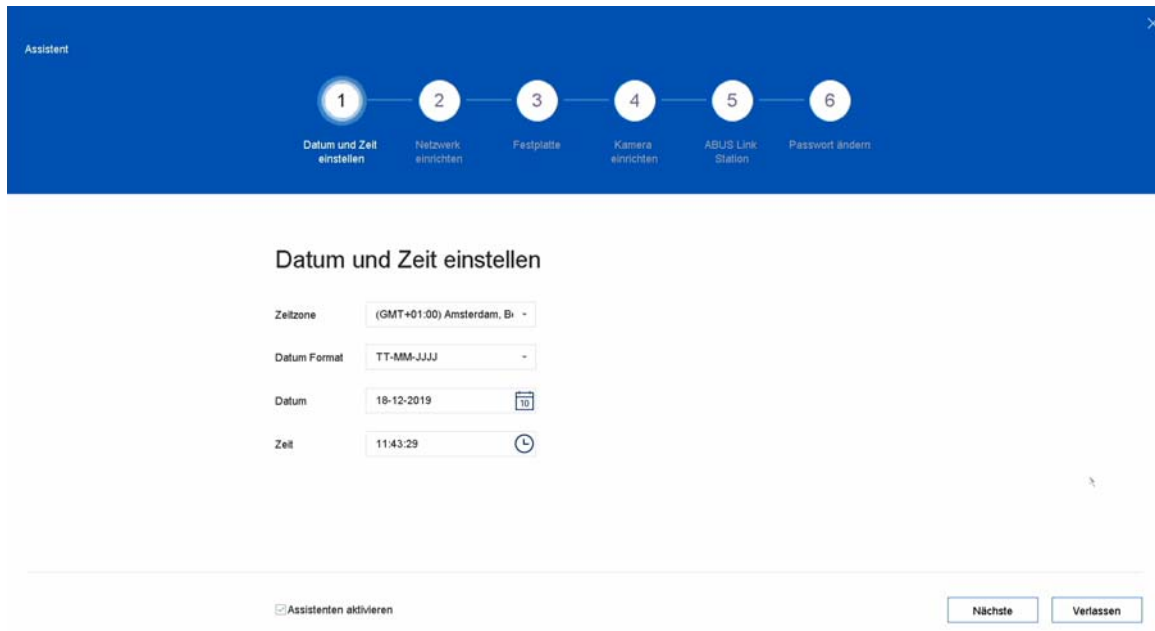 Assistent
1 2 3 4 5 6
Datum und Zeit einstellen
Netzwerk einrichten
Festplatte
Kamera einrichten
ABUS Link Station
Passwort ändern
Datum und Zeit einstellen
Zeitzone (GMT+01:00) Amsterdam,
Datum Format TT-MM-JJJJ
Datum 18-12-2019 10
Zeit 11:43:29
Assistenten aktivieren
Nächste Verlassen